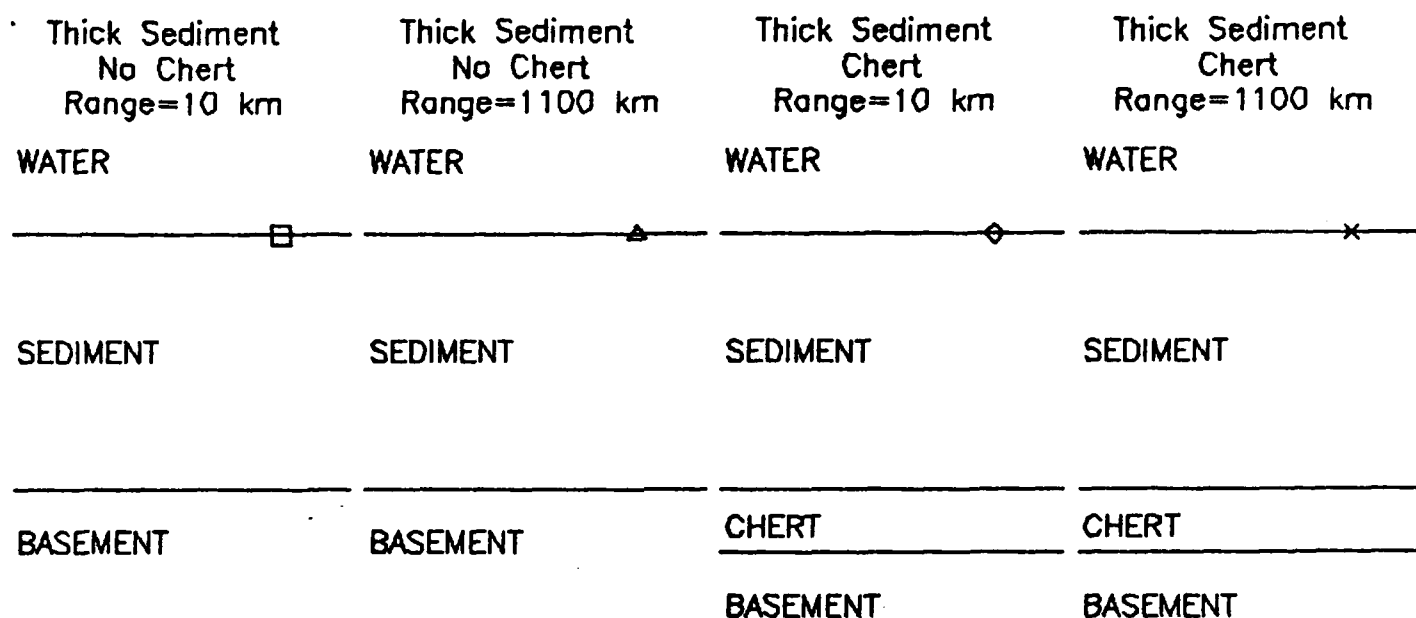 Thick Sediment
No Chert
Range=10 km
WATER
SEDIMENT
BASEMENT
Thick Sediment
No Chert
Range=1100 km
WATER
SEDIMENT
BASEMENT
Thick Sediment
Chert
Range=10 km
WATER
SEDIMENT
CHERT
BASEMENT
Thick Sediment
Chert
Range=1100 km
WATER
SEDIMENT
CHERT
BASEMENT